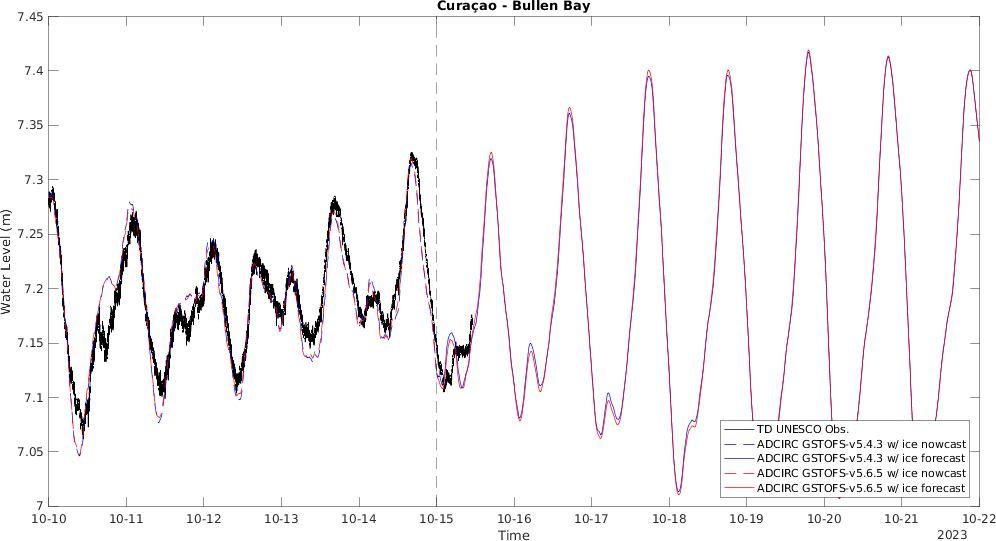 Curaçao - Bullen Bay
7.45
7.4
7.35
7.3
7.25
7.2
7.15
7.1
7.05
7
Water Level (m)
TD UNESCO Obs.
ADCIRC GSTOFS-v5.4.3 w/ ice nowcast
ADCIRC GSTOFS-v5.4.3 w/ ice forecast
ADCIRC GSTOFS-v5.6.5 w/ ice nowcast
ADCIRC GSTOFS-v5.6.5 w/ ice forecast
10-10 10-11 10-12 10-13 10-14 10-15 10-16 10-17 10-18 10-19 10-20 10-21 10-22
Time
2023